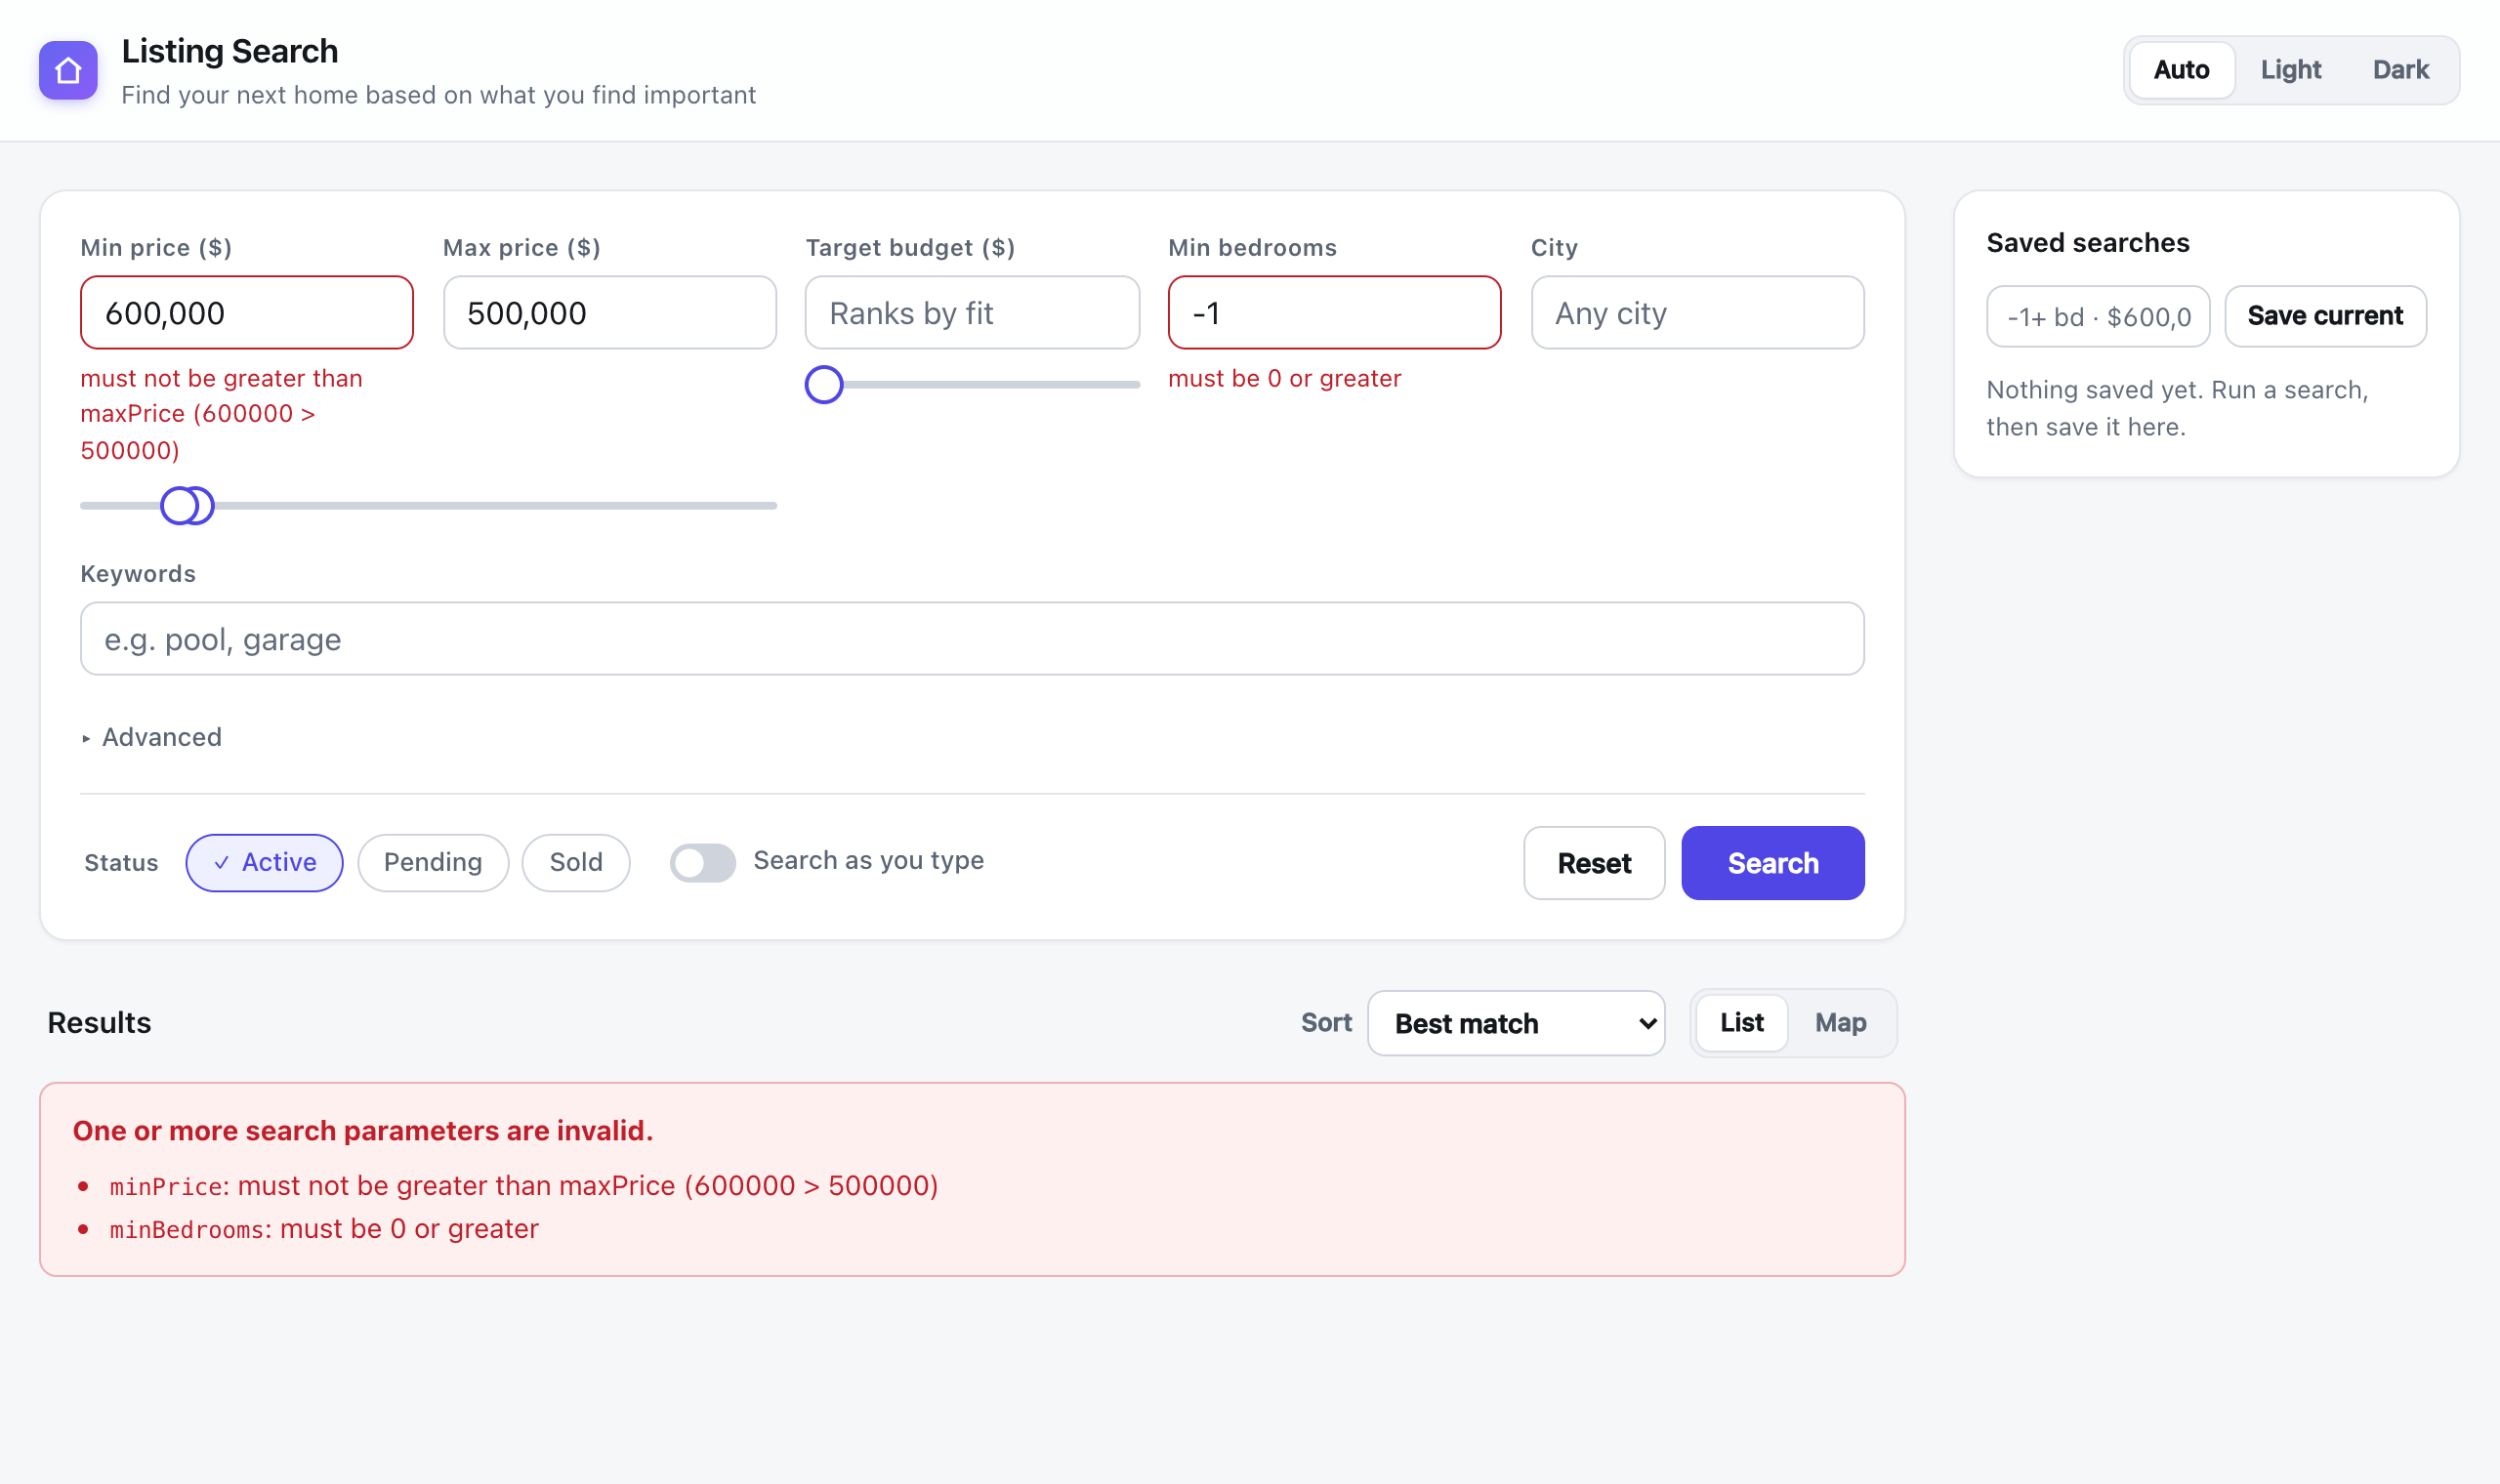 Listing Search
Find your next home based on what you find important
Auto
Light
Dark
Min price ($)
Max price ($)
Target budget ($)
Min bedrooms
City
600,000
500,000
Ranks by fit
-1
Any city
must not be greater than
maxPrice (600000 >
500000)
must be 0 or greater
Keywords
e.g. pool, garage
▸ Advanced
Status
✓ Active
Pending
Sold
Search as you type
Reset
Search
Saved searches
-1+ bd · $600,0
Save current
Nothing saved yet. Run a search,
then save it here.
Results
Sort
Best match
List
Map
One or more search parameters are invalid.
• minPrice: must not be greater than maxPrice (600000 > 500000)
• minBedrooms: must be 0 or greater